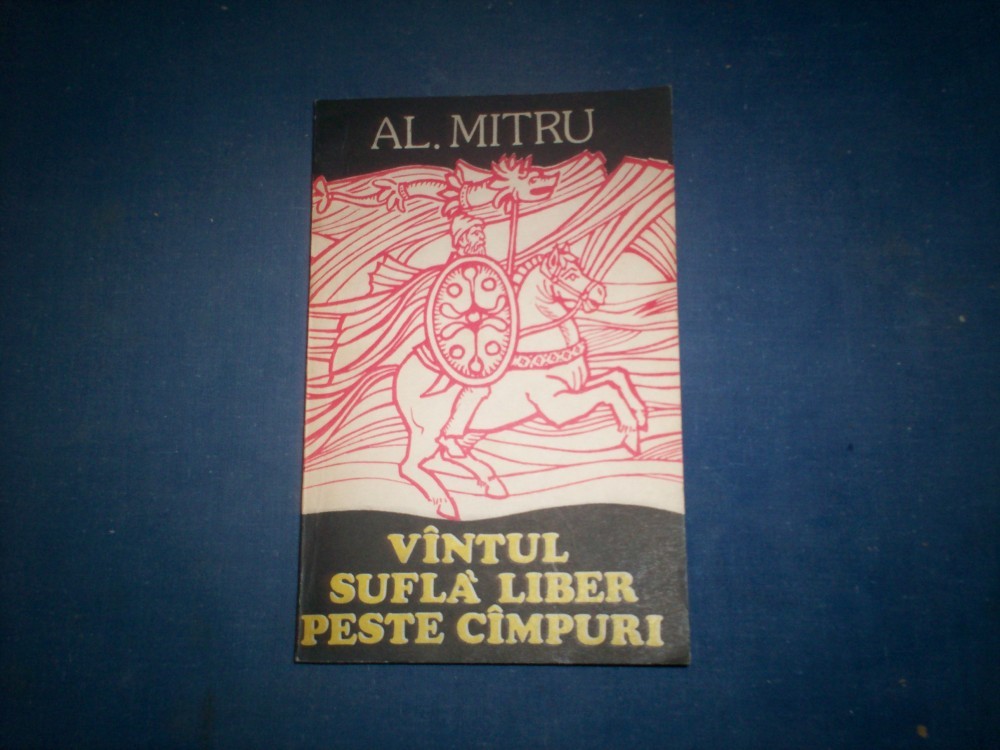 AL. MITRU
VÎNTUL
SUFLĂ LIBER
PESTE CÎMPURI